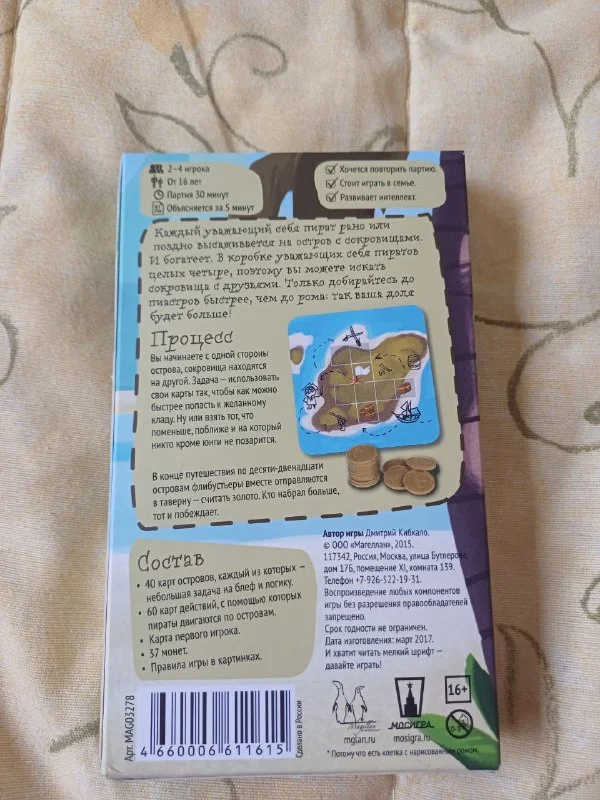 2–4 игрока
От 16 лет
Партия 30 минут
Объясняется за 5 минут
Хочется повторить партию.
Стоит играть в семье.
Развивает интеллект.
Каждый уважающий себя пират рано или
поздно высаживается на остров с сокровищами.
И богатеет. В коробке уважающих себя пиратов
целых четыре, поэтому вы можете искать
сокровища с друзьями. Только добирайтесь до
пиастров быстрее, чем до рома: так ваша доля
будет больше!
Процесс
Вы начинаете с одной стороны
острова, сокровища находятся
на другой. Задача – использовать
свои карты так, чтобы как можно
быстрее попасть к желанному
кладу. Ну или взять тот, что
поменьше, поближе и на который
никто кроме юнги не позарится.
В конце путешествия по десяти-двенадцати
островам флибустьеры вместе отправляются
в таверну – считать золото. Кто набрал больше,
тот и побеждает.
Состав
• 40 карт островов, каждый из которых –
небольшая задача на блеф и логику.
• 60 карт действий, с помощью которых
пираты двигаются по островам.
• Карта первого игрока.
• 37 монет.
• Правила игры в картинках.
Автор игры Дмитрий Кибкало.
© ООО «Магеллан», 2015.
117342, Россия, Москва, улица Бутлерова,
дом 17Б, помещение XI, комната 139.
Телефон +7-926-522-19-31.
Воспроизведение любых компонентов
игры без разрешения правообладателей
запрещено.
Срок годности не ограничен.
Дата изготовления: март 2017.
И хватит читать мелкий шрифт –
давайте играть!
Арт. MAG03278
4 660006 611615
Сделано в России
Magellan
mglan.ru
МОСИГРА
mosigra.ru
16+
0-3
* Потому что есть клетка с нарисованным ромом.